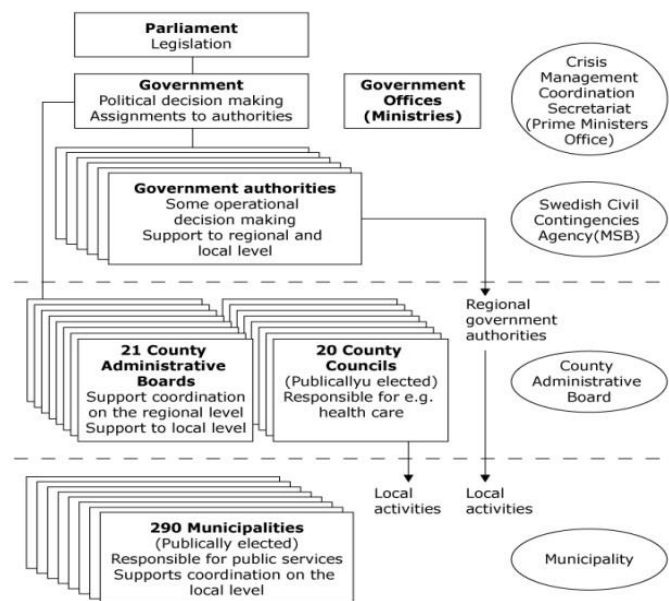 Parliament
Legislation
Government
Political decision making
Assignments to authorities
Government
Offices
(Ministries)
Crisis
Management
Coordination
Secretariat
(Prime Ministers
Office)
Government authorities
Some operational
decision making
Support to regional and
local level
Swedish Civil
Contingencies
Agency(MSB)
21 County
Administrative
Boards
Support coordination
on the regional level
Support to local level
20 County
Councils
(Publicallyu elected)
Responsible for e.g.
health care
Regional
government
authorities
County
Administrative
Board
Local
activities
Local
activities
290 Municipalities
(Publically elected)
Responsible for public services
Supports coordination on the
local level
Municipality